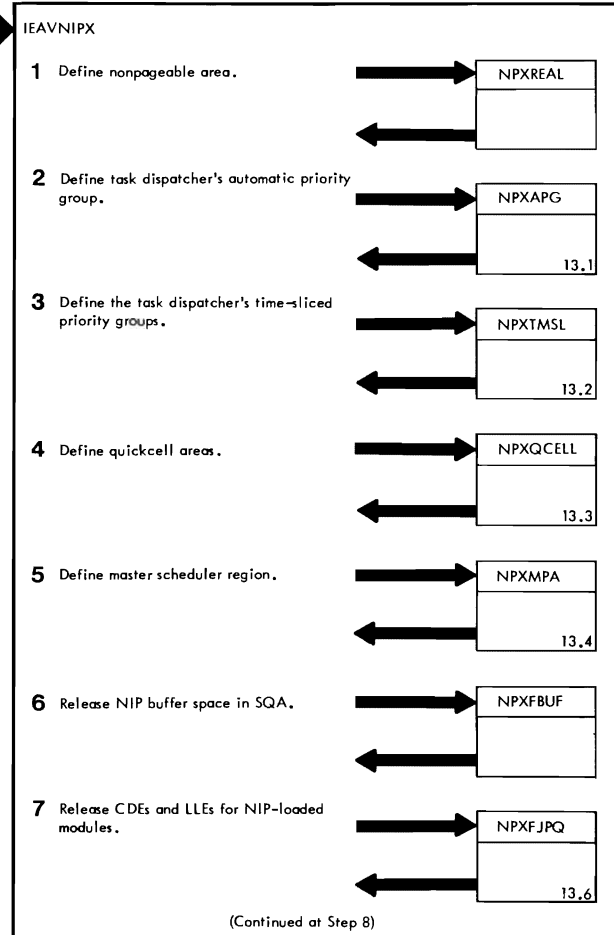 IEAVNIPX
1 Define nonpageable area.
NPXREAL
2 Define task dispatcher's automatic priority
group.
NPXAPG
13.1
3 Define the task dispatcher's time-sliced
priority groups.
NPXTMSL
13.2
4 Define quickcell areas.
NPXQCELL
13.3
5 Define master scheduler region.
NPXMPA
13.4
6 Release NIP buffer space in SQA.
NPXFBUF
7 Release CDEs and LLEs for NIP-loaded
modules.
NPXFJPQ
13.6
(Continued at Step 8)